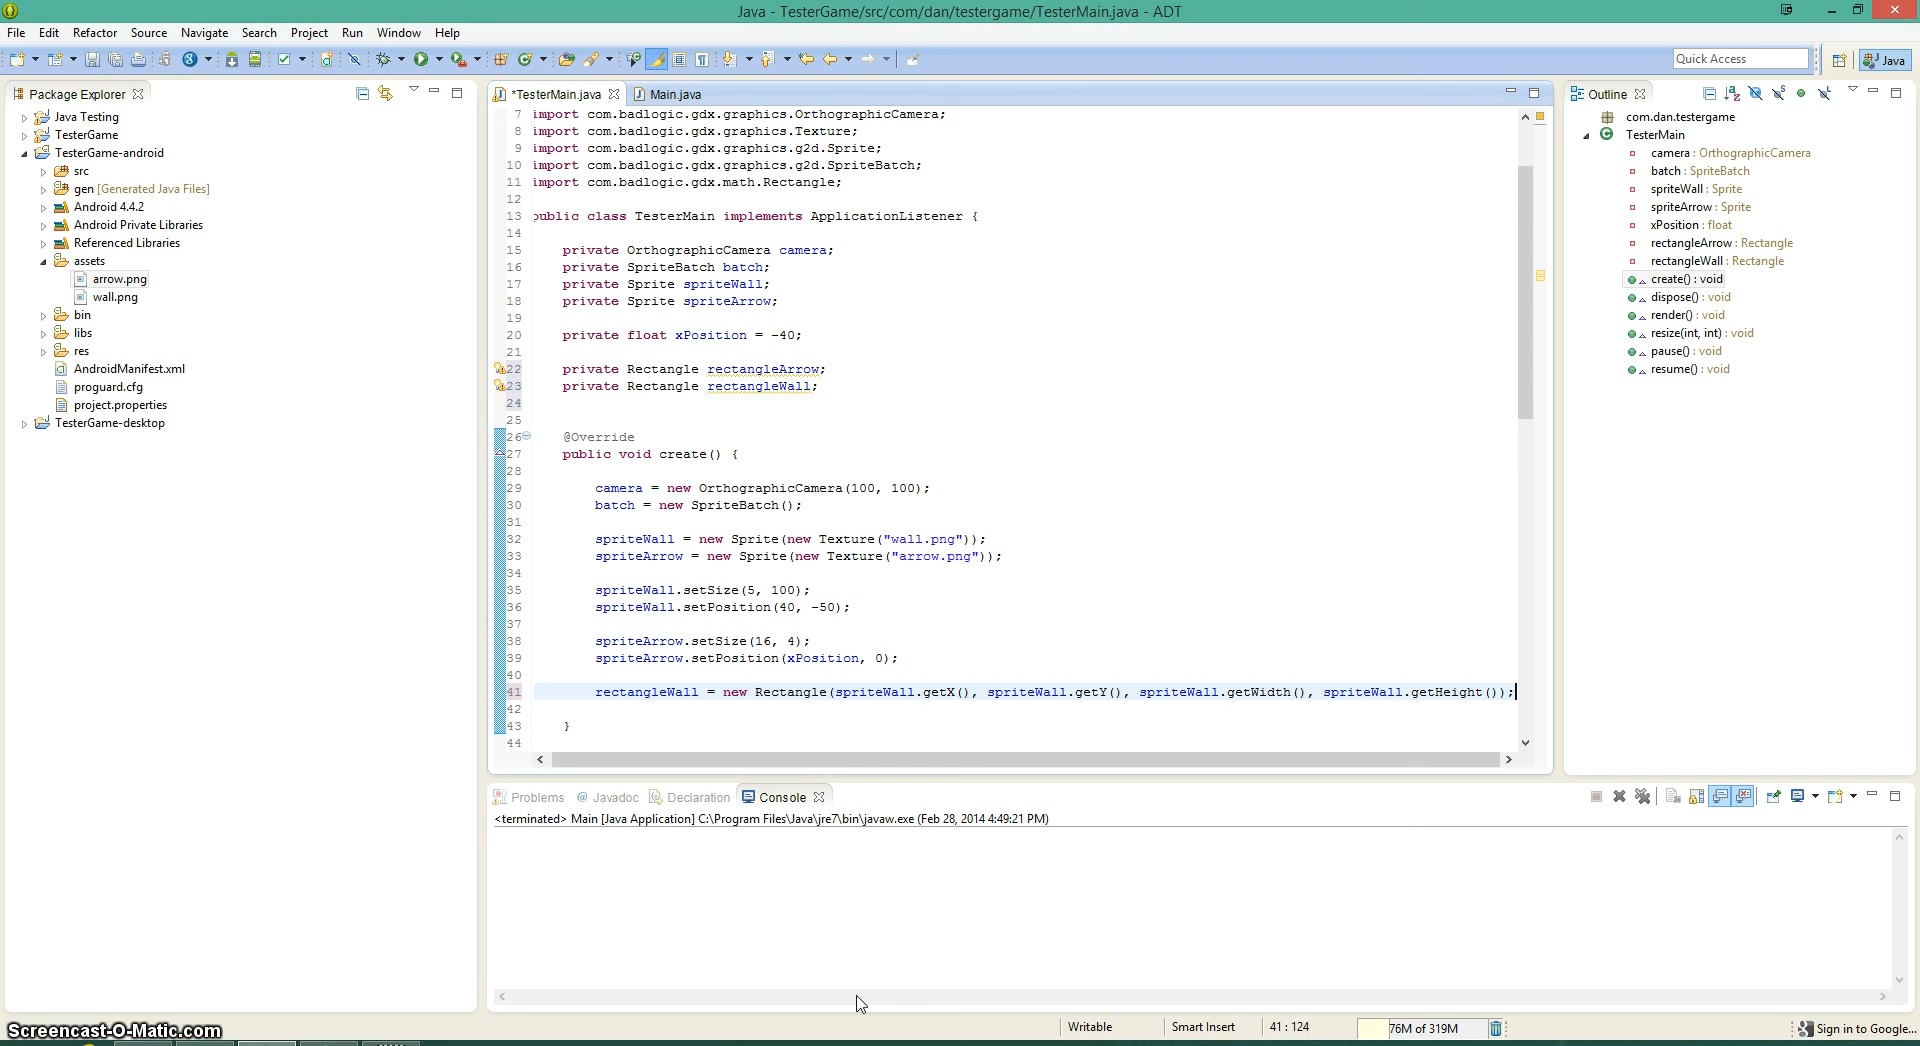 Java - TesterGame/src/com/dan/testergame/TesterMain.java - ADT
File Edit Refactor Source Navigate Search Project Run Window Help
Quick Access
Java
Package Explorer
Java Testing
TesterGame
TesterGame-android
src
gen [Generated Java Files]
Android 4.4.2
Android Private Libraries
Referenced Libraries
assets
arrow.png
wall.png
bin
libs
res
AndroidManifest.xml
proguard.cfg
project.properties
TesterGame-desktop
*TesterMain.java Main.java
7 import com.badlogic.gdx.graphics.OrthographicCamera;
8 import com.badlogic.gdx.graphics.Texture;
9 import com.badlogic.gdx.graphics.g2d.Sprite;
10 import com.badlogic.gdx.graphics.g2d.SpriteBatch;
11 import com.badlogic.gdx.math.Rectangle;
12
13 public class TesterMain implements ApplicationListener {
14
15 private OrthographicCamera camera;
16 private SpriteBatch batch;
17 private Sprite spriteWall;
18 private Sprite spriteArrow;
19
20 private float xPosition = -40;
21
22 private Rectangle rectangleArrow;
23 private Rectangle rectangleWall;
24
25
26 @Override
27 public void create() {
28
29 camera = new OrthographicCamera(100, 100);
30 batch = new SpriteBatch();
31
32 spriteWall = new Sprite(new Texture("wall.png"));
33 spriteArrow = new Sprite(new Texture("arrow.png"));
34
35 spriteWall.setSize(5, 100);
36 spriteWall.setPosition(40, -50);
37
38 spriteArrow.setSize(16, 4);
39 spriteArrow.setPosition(xPosition, 0);
40
41 rectangleWall = new Rectangle(spriteWall.getX(), spriteWall.getY(), spriteWall.getWidth(), spriteWall.getHeight());
42
43 }
44
Outline
com.dan.testergame
TesterMain
camera : OrthographicCamera
batch : SpriteBatch
spriteWall : Sprite
spriteArrow : Sprite
xPosition : float
rectangleArrow : Rectangle
rectangleWall : Rectangle
create() : void
dispose() : void
render() : void
resize(int, int) : void
pause() : void
resume() : void
Problems @ Javadoc Declaration Console
<terminated> Main [Java Application] C:\Program Files\Java\jre7\bin\javaw.exe (Feb 28, 2014 4:49:21 PM)
Writable Smart Insert 41 : 124 76M of 319M Sign in to Google...
Screencast-O-Matic.com